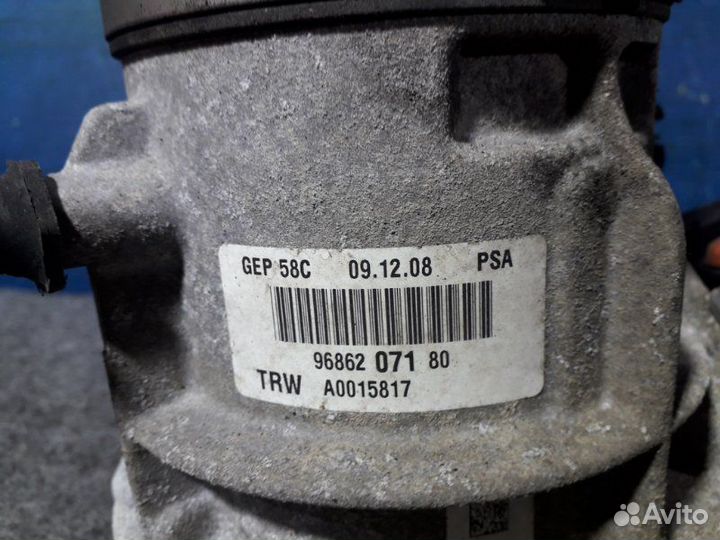 GEP 58C 09.12.08 PSA
96862 071 80
TRW A0015817
Avito